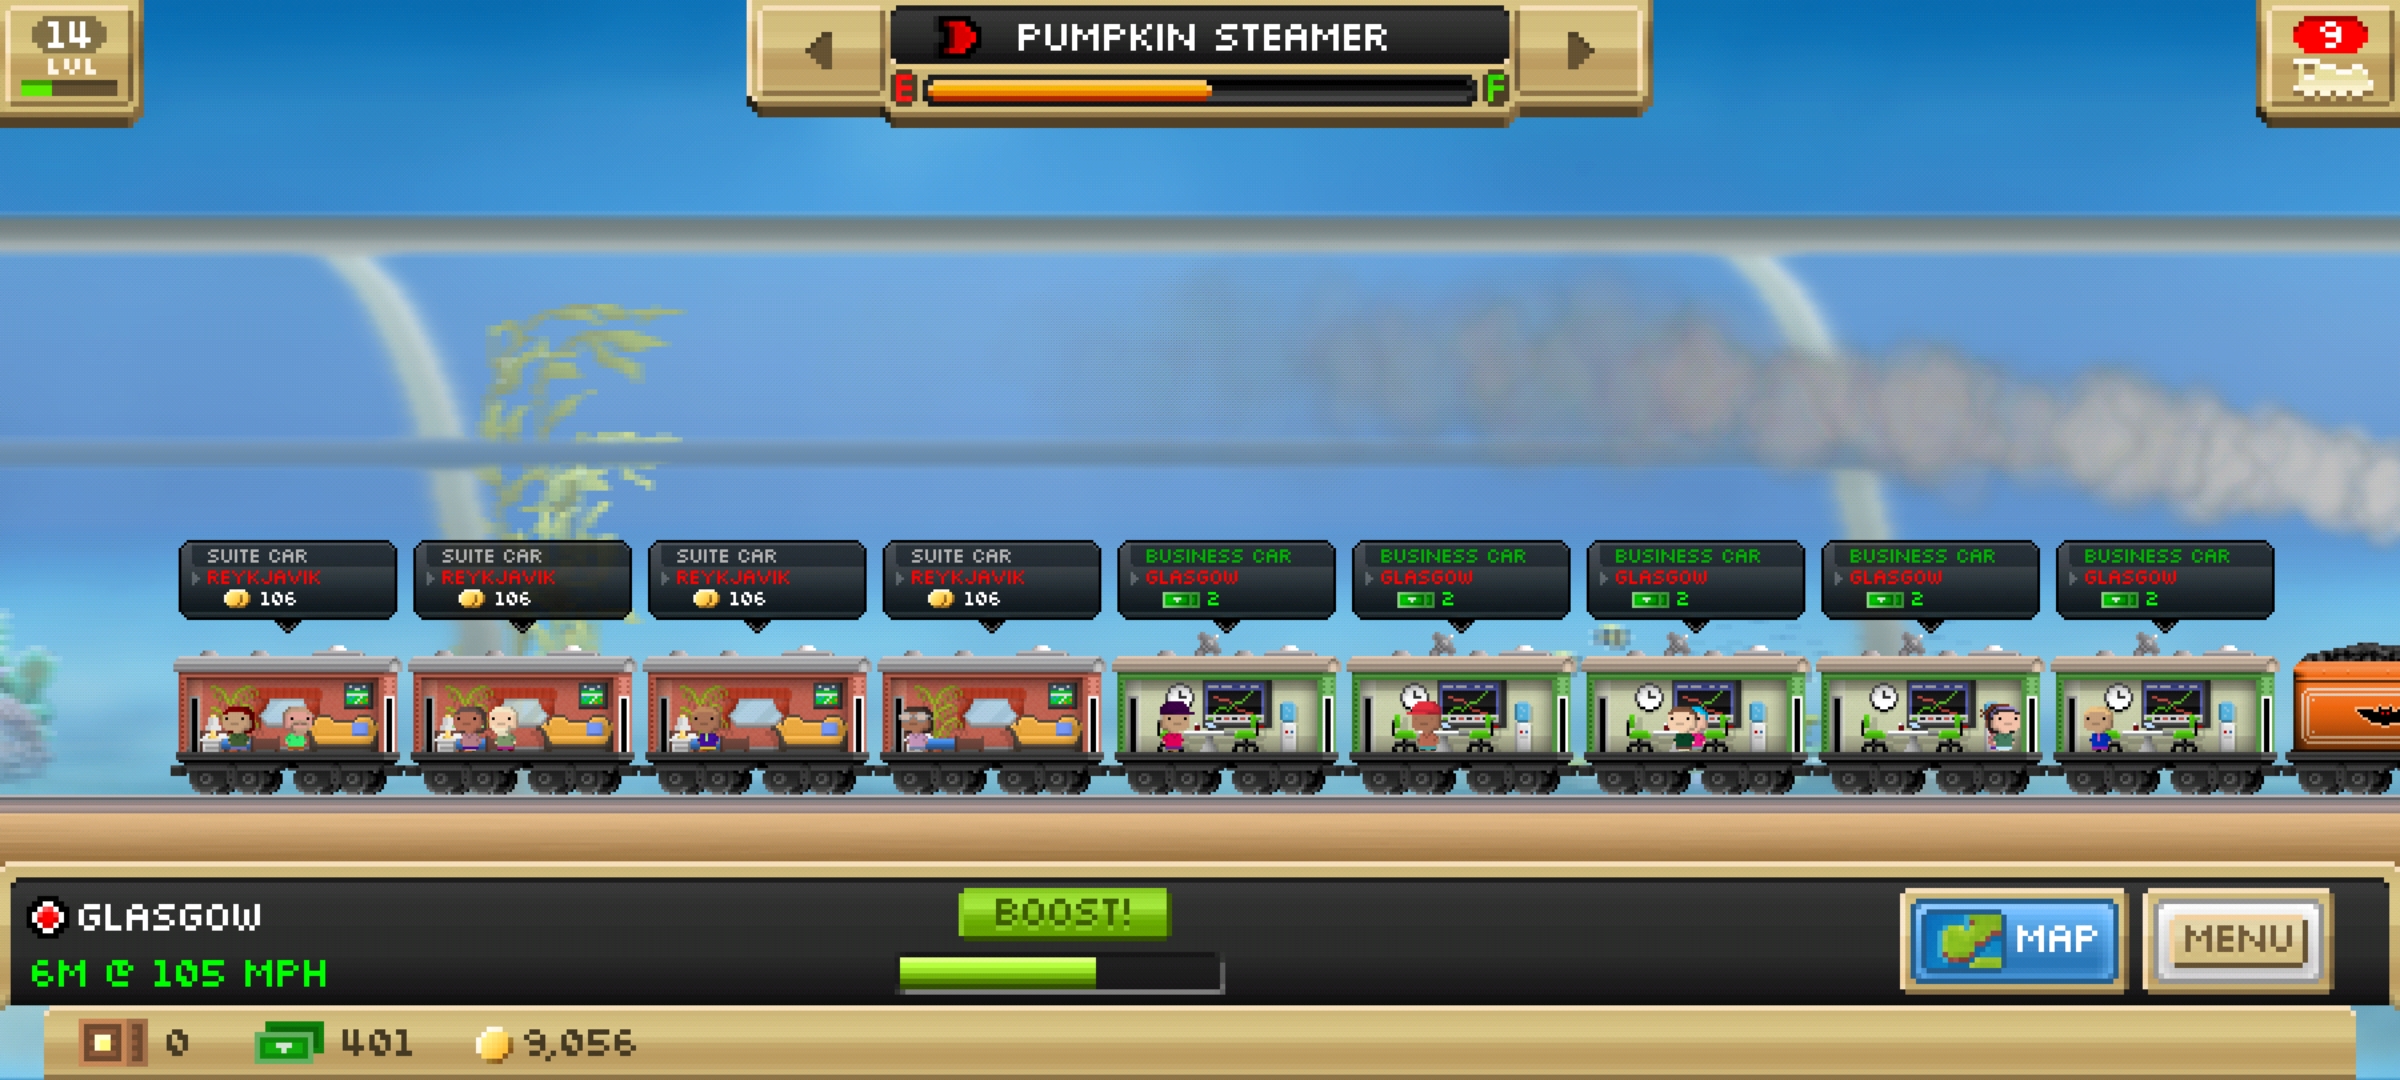 14
LVL
PUMPKIN STEAMER
E
F
9
SUITE CAR
REYKJAVIK
106
SUITE CAR
REYKJAVIK
106
SUITE CAR
REYKJAVIK
106
SUITE CAR
REYKJAVIK
106
BUSINESS CAR
GLASGOW
2
BUSINESS CAR
GLASGOW
2
BUSINESS CAR
GLASGOW
2
BUSINESS CAR
GLASGOW
2
BUSINESS CAR
GLASGOW
2
GLASGOW
6M @ 105 MPH
BOOST!
MAP
MENU
0
401
9,056